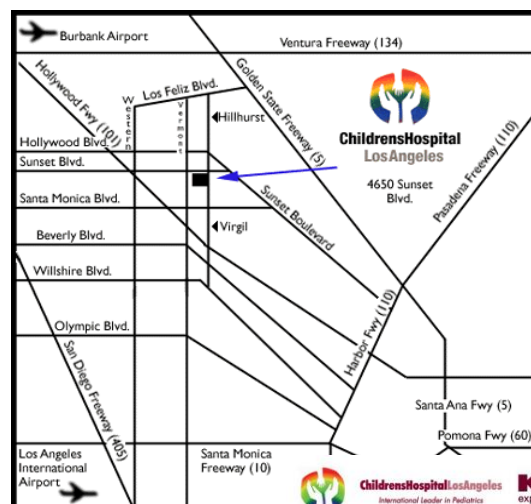 Burbank Airport
Ventura Freeway (134)
Hollywood Fwy (101)
Western
Los Feliz Blvd.
Vermont
Hillhurst
Golden State Freeway (5)
ChildrensHospital
LosAngeles
4650 Sunset
Blvd.
Pasadena Freeway (110)
Hollywood Blvd.
Sunset Blvd.
Santa Monica Blvd.
Sunset Boulevard
Beverly Blvd.
Virgil
Willshire Blvd.
Olympic Blvd.
San Diego Freeway (405)
Harbor Fwy (110)
Santa Ana Fwy (5)
Pomona Fwy (60)
Los Angeles
International
Airport
Santa Monica
Freeway (10)
ChildrensHospitalLosAngeles
International Leader in Pediatrics